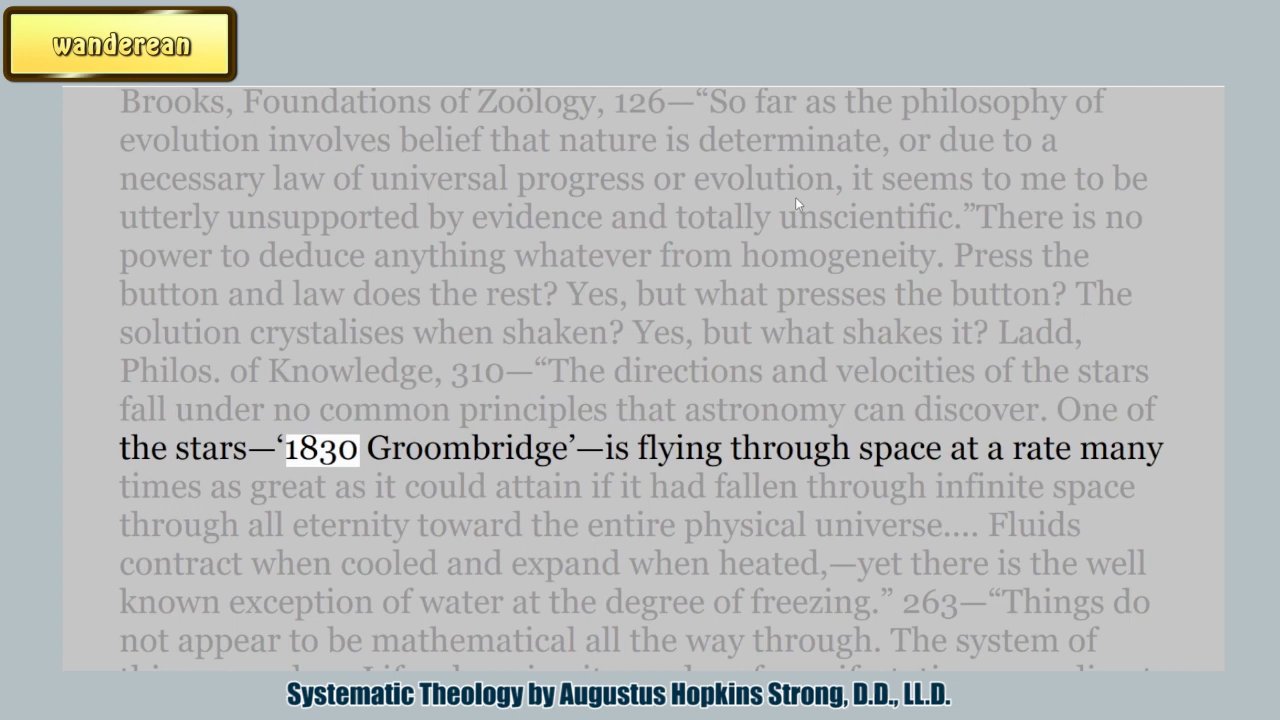 wanderean
Brooks, Foundations of Zoölogy, 126—“So far as the philosophy of
evolution involves belief that nature is determinate, or due to a
necessary law of universal progress or evolution, it seems to me to be
utterly unsupported by evidence and totally unscientific.”There is no
power to deduce anything whatever from homogeneity. Press the
button and law does the rest? Yes, but what presses the button? The
solution crystalises when shaken? Yes, but what shakes it? Ladd,
Philos. of Knowledge, 310—“The directions and velocities of the stars
fall under no common principles that astronomy can discover. One of
the stars—‘1830 Groombridge’—is flying through space at a rate many
times as great as it could attain if it had fallen through infinite space
through all eternity toward the entire physical universe.... Fluids
contract when cooled and expand when heated,—yet there is the well
known exception of water at the degree of freezing.” 263—“Things do
not appear to be mathematical all the way through. The system of
Systematic Theology by Augustus Hopkins Strong, D.D., LL.D.